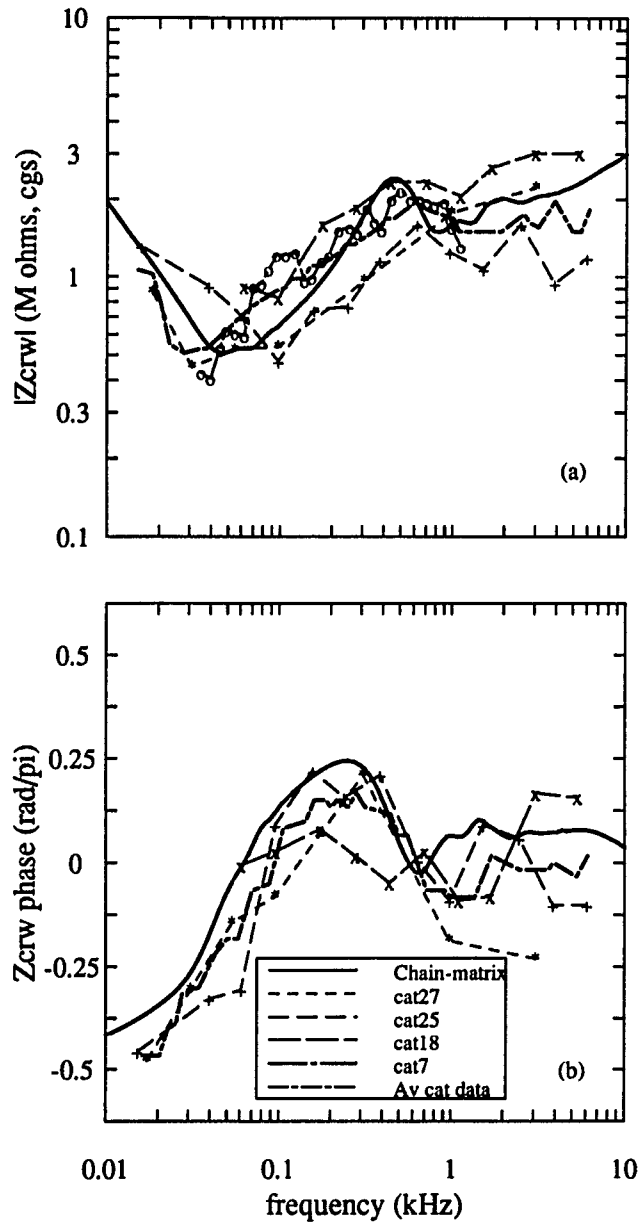 10
3
1
0.3
0.1
|Zcrw| (M ohms, cgs)
(a)
0.5
0.25
0
-0.25
-0.5
Zcrw phase (rad/pi)
Chain-matrix
cat27
cat25
cat18
cat7
Av cat data
(b)
0.01 0.1 1 10
frequency (kHz)